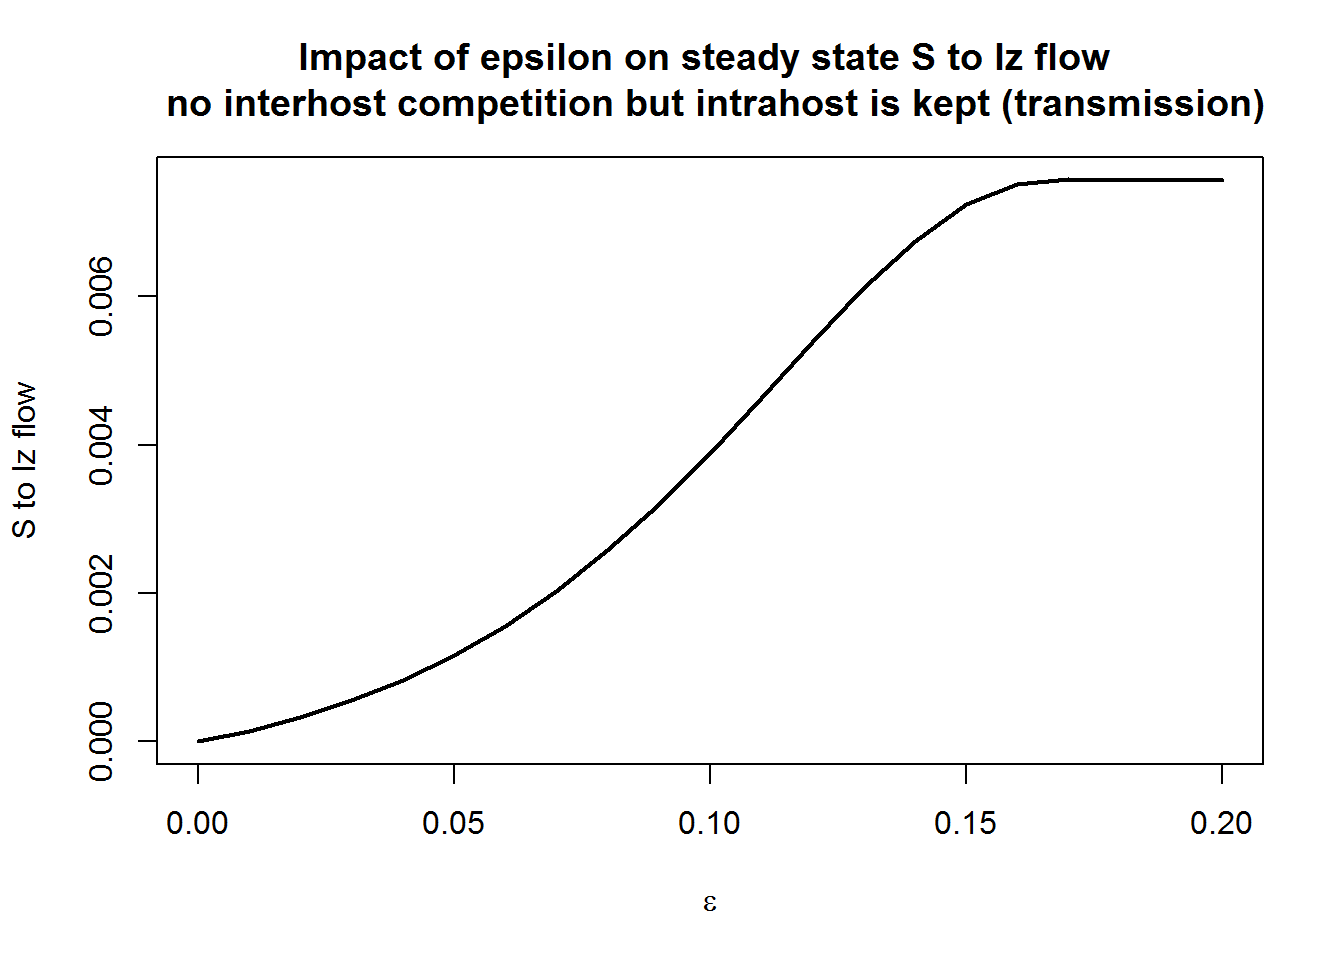 Impact of epsilon on steady state S to Iz flow
no interhost competition but intrahost is kept (transmission)
S to Iz flow
0.006
0.004
0.002
0.000
0.00 0.05 0.10 0.15 0.20
ε